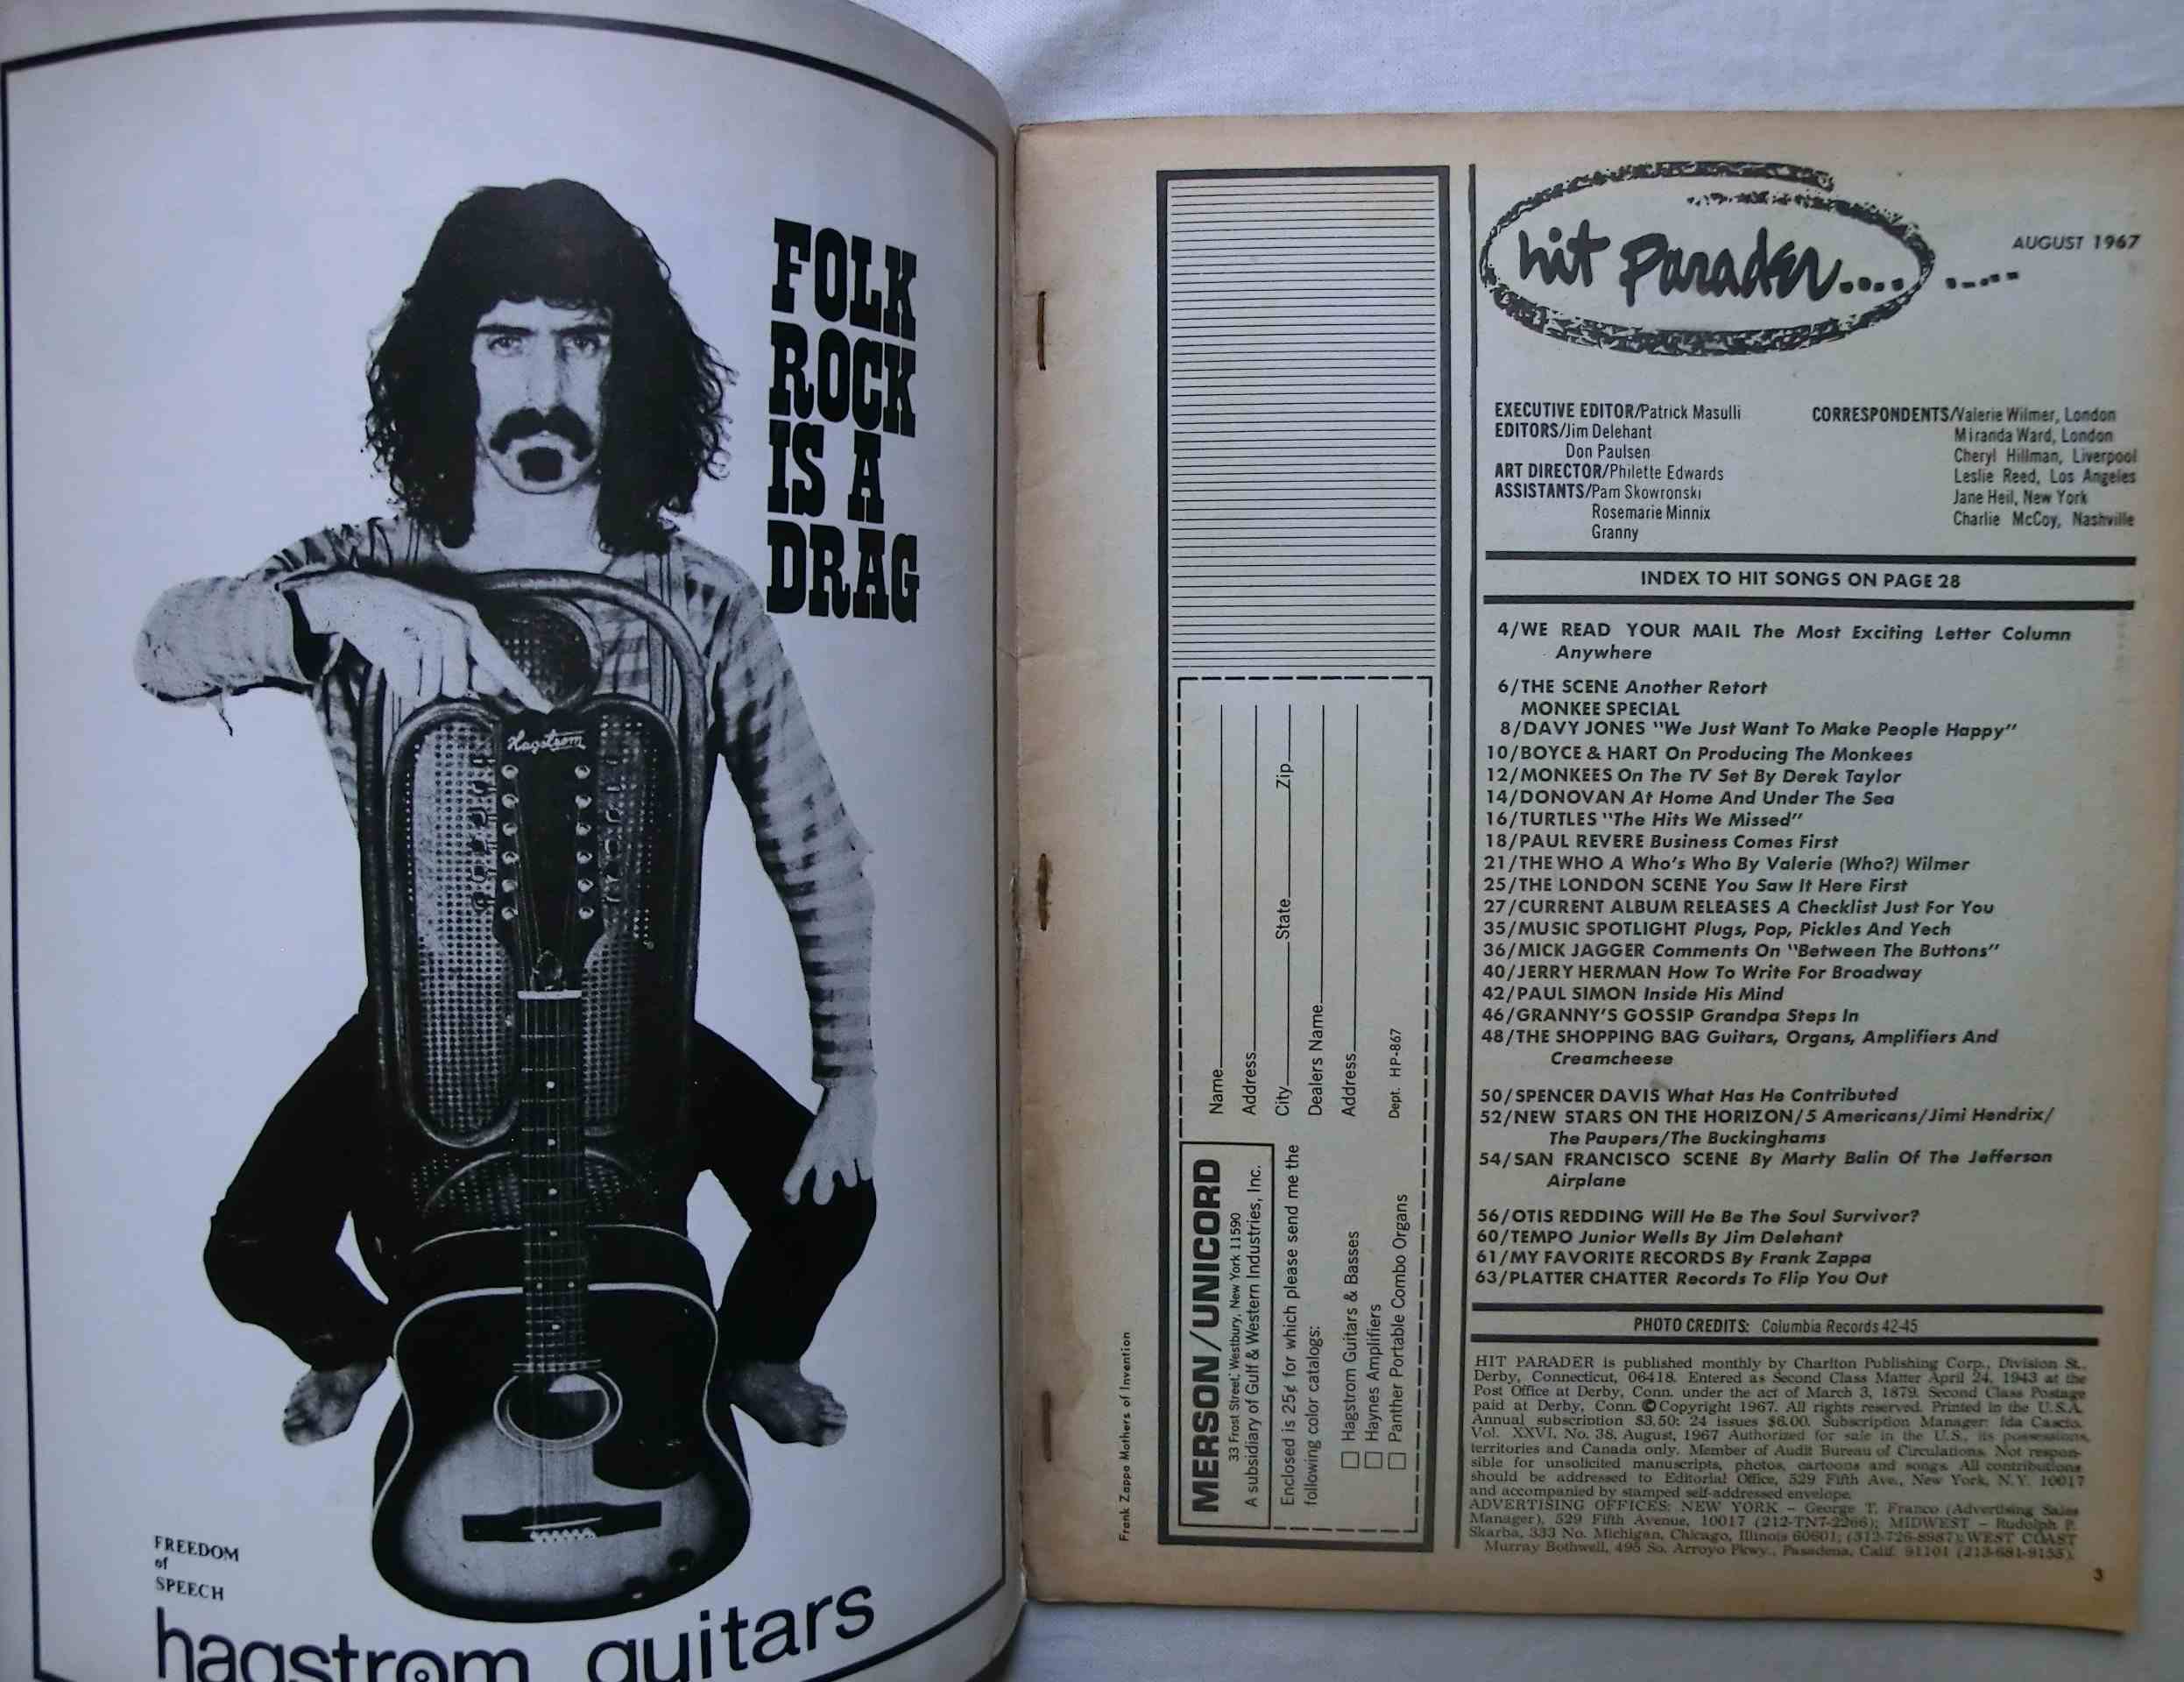 FOLK
ROCK
IS A
DRAG
Hagstrom
FREEDOM
of
SPEECH
hagstrom guitars
Frank Zappa Mothers of Invention
MERSON/UNICORD
33 Frost Street, Westbury, New York 11590
A subsidiary of Gulf & Western Industries, Inc.
Enclosed is 25¢ for which please send me the
following color catalogs:
Hagstrom Guitars & Basses
Haynes Amplifiers
Panther Portable Combo Organs
Name
Address
City State Zip
Dealers Name
Address
Dept. HP-867
hit Parader....
AUGUST 1967
EXECUTIVE EDITOR/Patrick Masulli
EDITORS/Jim Delehant
Don Paulsen
ART DIRECTOR/Philette Edwards
ASSISTANTS/Pam Skowronski
Rosemarie Minnix
Granny
CORRESPONDENTS/Valerie Wilmer, London
Miranda Ward, London
Cheryl Hillman, Liverpool
Leslie Reed, Los Angeles
Jane Heil, New York
Charlie McCoy, Nashville
INDEX TO HIT SONGS ON PAGE 28
4/WE READ YOUR MAIL The Most Exciting Letter Column
Anywhere
6/THE SCENE Another Retort
MONKEE SPECIAL
8/DAVY JONES "We Just Want To Make People Happy"
10/BOYCE & HART On Producing The Monkees
12/MONKEES On The TV Set By Derek Taylor
14/DONOVAN At Home And Under The Sea
16/TURTLES "The Hits We Missed"
18/PAUL REVERE Business Comes First
21/THE WHO A Who's Who By Valerie (Who?) Wilmer
25/THE LONDON SCENE You Saw It Here First
27/CURRENT ALBUM RELEASES A Checklist Just For You
35/MUSIC SPOTLIGHT Plugs, Pop, Pickles And Yech
36/MICK JAGGER Comments On "Between The Buttons"
40/JERRY HERMAN How To Write For Broadway
42/PAUL SIMON Inside His Mind
46/GRANNY'S GOSSIP Grandpa Steps In
48/THE SHOPPING BAG Guitars, Organs, Amplifiers And
Creamcheese
50/SPENCER DAVIS What Has He Contributed
52/NEW STARS ON THE HORIZON/5 Americans/Jimi Hendrix/
The Paupers/The Buckinghams
54/SAN FRANCISCO SCENE By Marty Balin Of The Jefferson
Airplane
56/OTIS REDDING Will He Be The Soul Survivor?
60/TEMPO Junior Wells By Jim Delehant
61/MY FAVORITE RECORDS By Frank Zappa
63/PLATTER CHATTER Records To Flip You Out
PHOTO CREDITS: Columbia Records 42-45
HIT PARADER is published monthly by Charlton Publishing Corp., Division St.,
Derby, Connecticut, 06418. Entered as Second Class Matter April 24, 1943 at the
Post Office at Derby, Conn. under the act of March 3, 1879. Second Class Postage
paid at Derby, Conn. © Copyright 1967. All rights reserved. Printed in the U.S.A.
Annual subscription $3.50; 24 issues $6.00. Subscription Manager: Ida Cascio.
Vol. XXVI, No. 38, August, 1967 Authorized for sale in the U.S., its possessions,
territories and Canada only. Member of Audit Bureau of Circulations. Not respon-
sible for unsolicited manuscripts, photos, cartoons and songs. All contributions
should be addressed to Editorial Office, 529 Fifth Ave., New York, N.Y. 10017
and accompanied by stamped self-addressed envelope.
ADVERTISING OFFICES: NEW YORK - George T. Franco (Advertising Sales
Manager), 529 Fifth Avenue, 10017 (212-TN7-2266); MIDWEST - Rudolph P.
Skarba, 333 No. Michigan, Chicago, Illinois 60601; (312-726-8987); WEST COAST
Murray Bothwell, 495 So. Arroyo Pkwy., Pasadena, Calif. 91101 (213-681-9155).
3